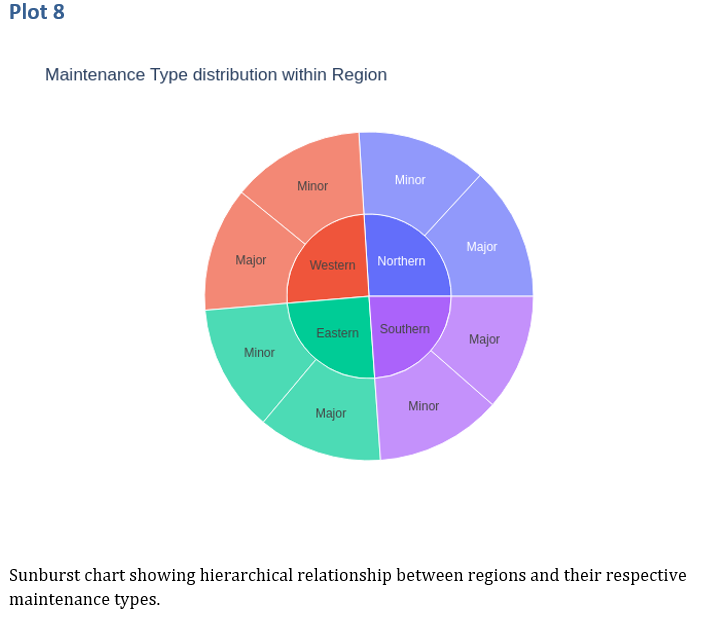 Plot 8
Maintenance Type distribution within Region
Minor
Minor
Major
Major
Western
Northern
Eastern
Southern
Minor
Major
Major
Minor
Sunburst chart showing hierarchical relationship between regions and their respective
maintenance types.